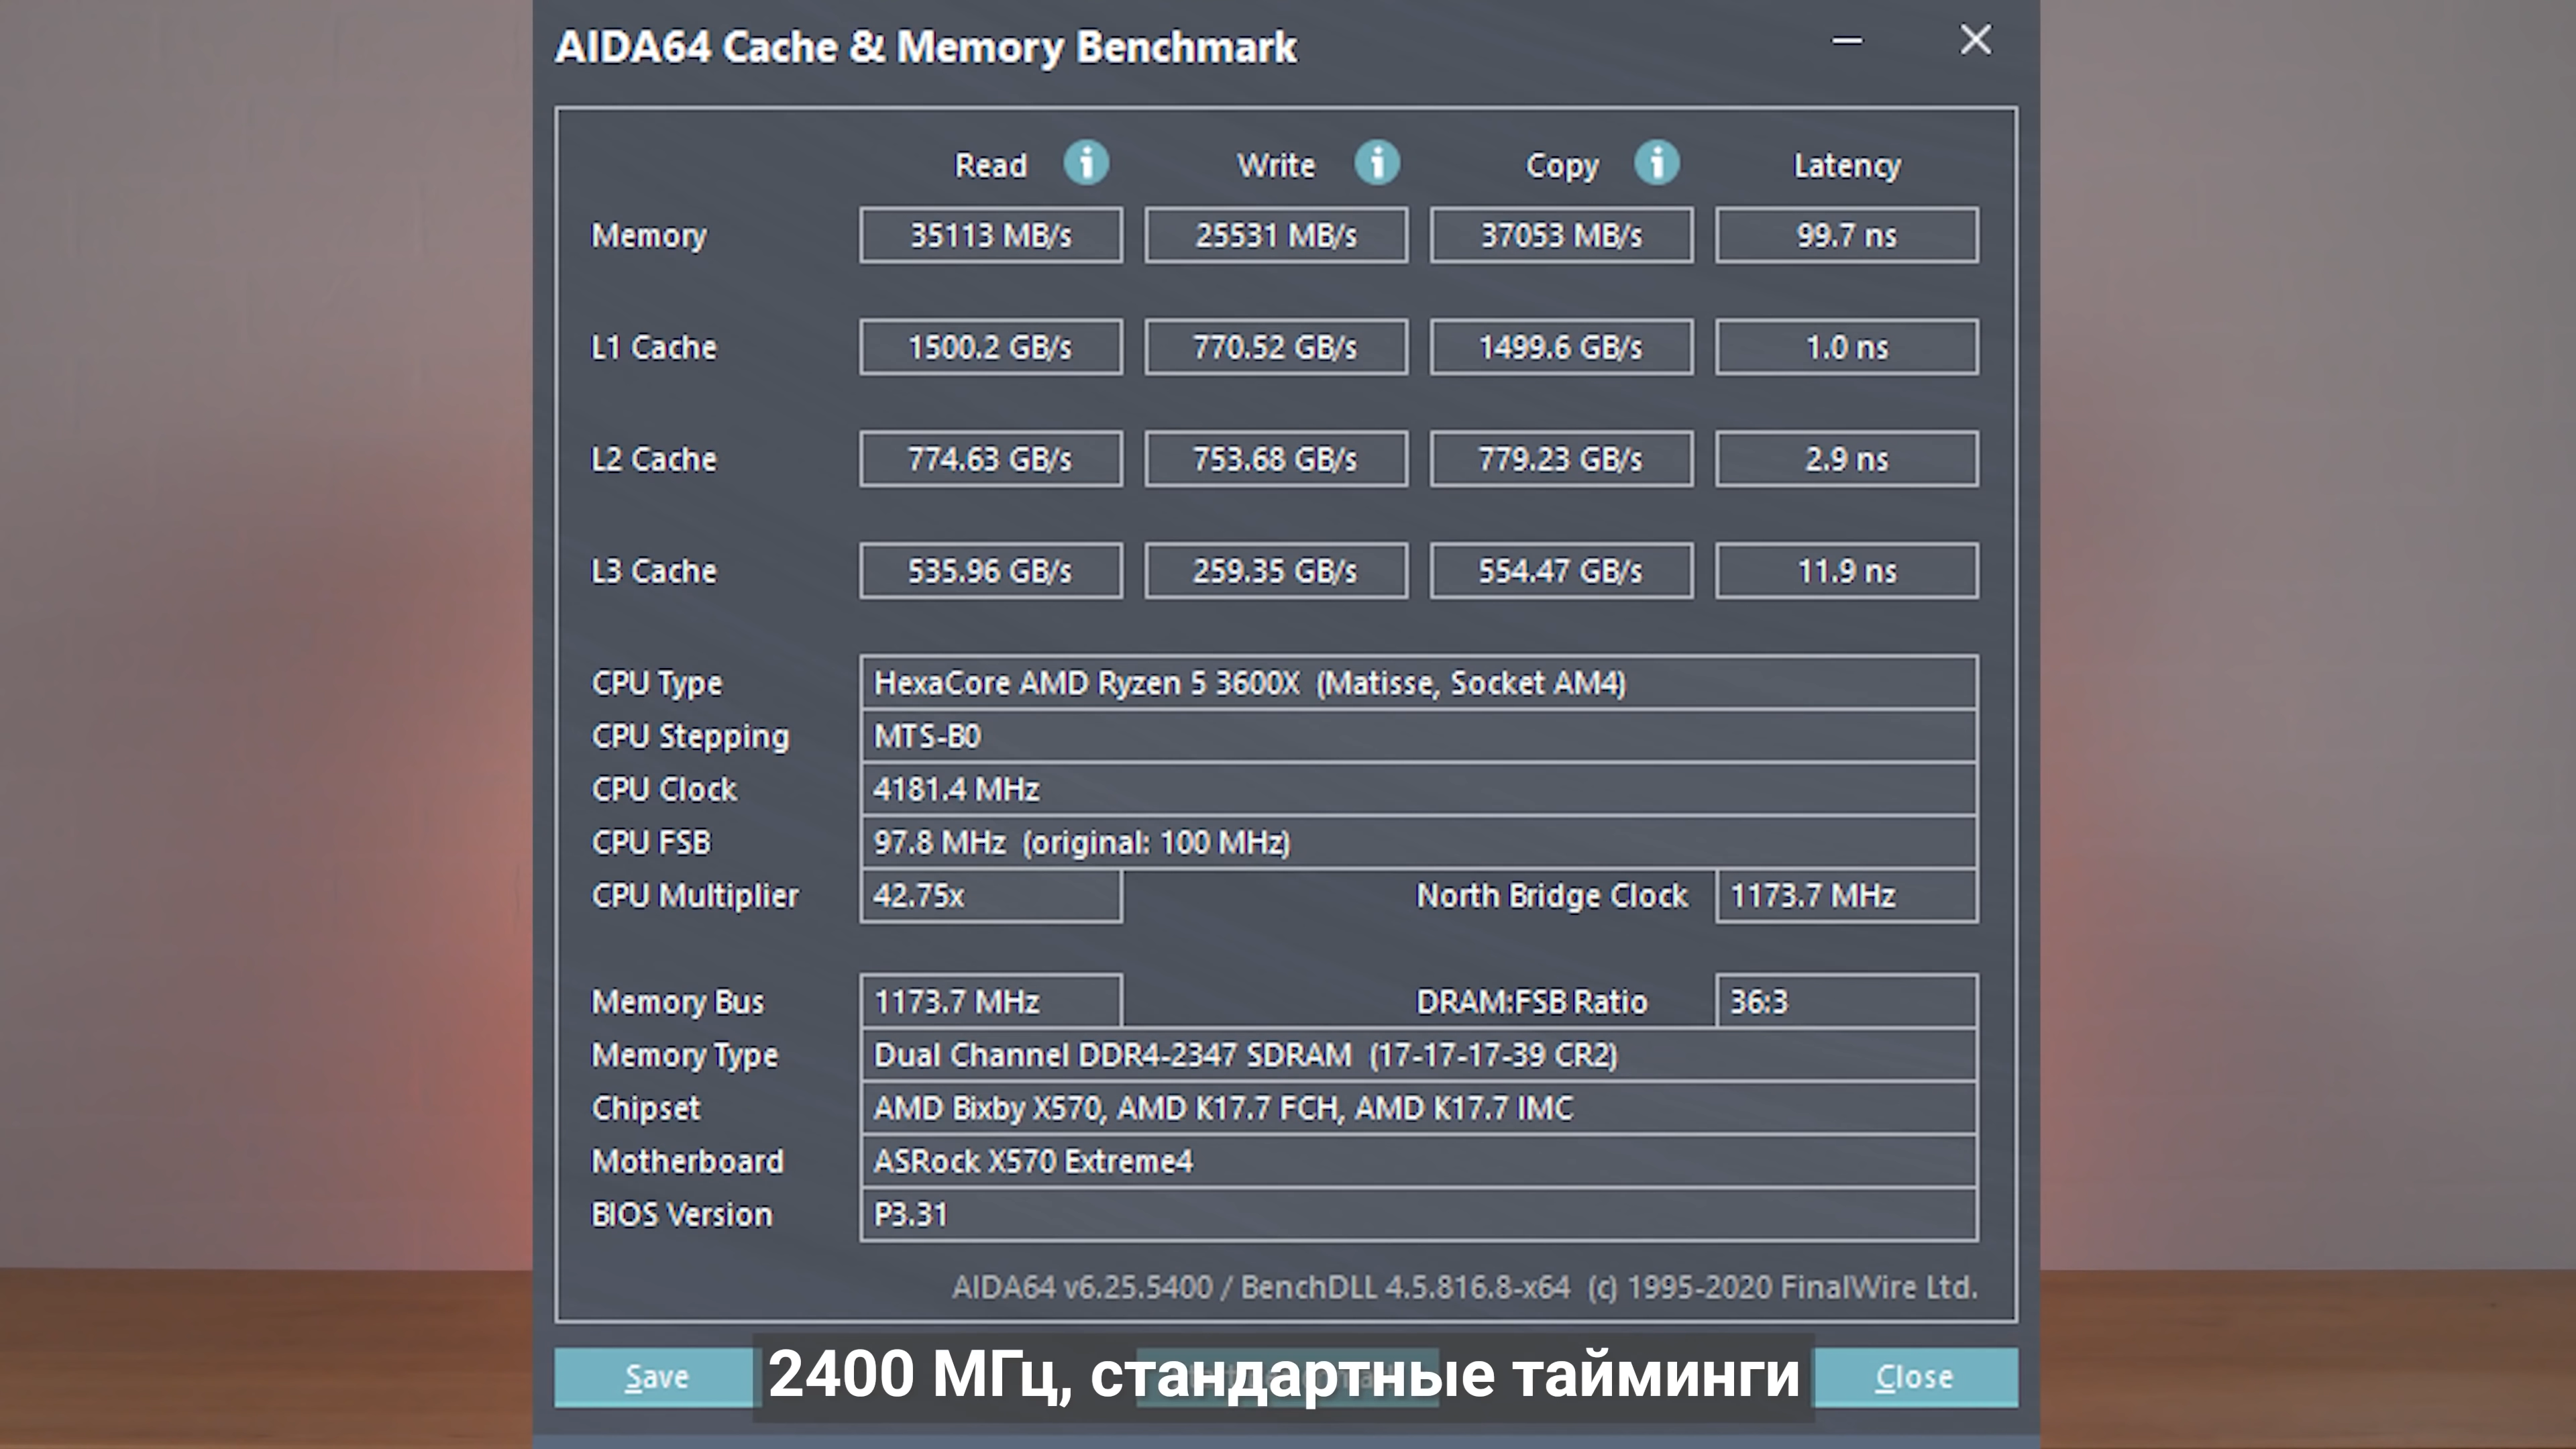 AIDA64 Cache & Memory Benchmark
Read Write Copy Latency
Memory 35113 MB/s 25531 MB/s 37053 MB/s 99.7 ns
L1 Cache 1500.2 GB/s 770.52 GB/s 1499.6 GB/s 1.0 ns
L2 Cache 774.63 GB/s 753.68 GB/s 779.23 GB/s 2.9 ns
L3 Cache 535.96 GB/s 259.35 GB/s 554.47 GB/s 11.9 ns
CPU Type HexaCore AMD Ryzen 5 3600X (Matisse, Socket AM4)
CPU Stepping MTS-B0
CPU Clock 4181.4 MHz
CPU FSB 97.8 MHz (original: 100 MHz)
CPU Multiplier 42.75x North Bridge Clock 1173.7 MHz
Memory Bus 1173.7 MHz DRAM:FSB Ratio 36:3
Memory Type Dual Channel DDR4-2347 SDRAM (17-17-17-39 CR2)
Chipset AMD Bixby X570, AMD K17.7 FCH, AMD K17.7 IMC
Motherboard ASRock X570 Extreme4
BIOS Version P3.31
AIDA64 v6.25.5400 / BenchDLL 4.5.816.8-x64 (c) 1995-2020 FinalWire Ltd.
Save 2400 МГц, стандартные тайминги Close